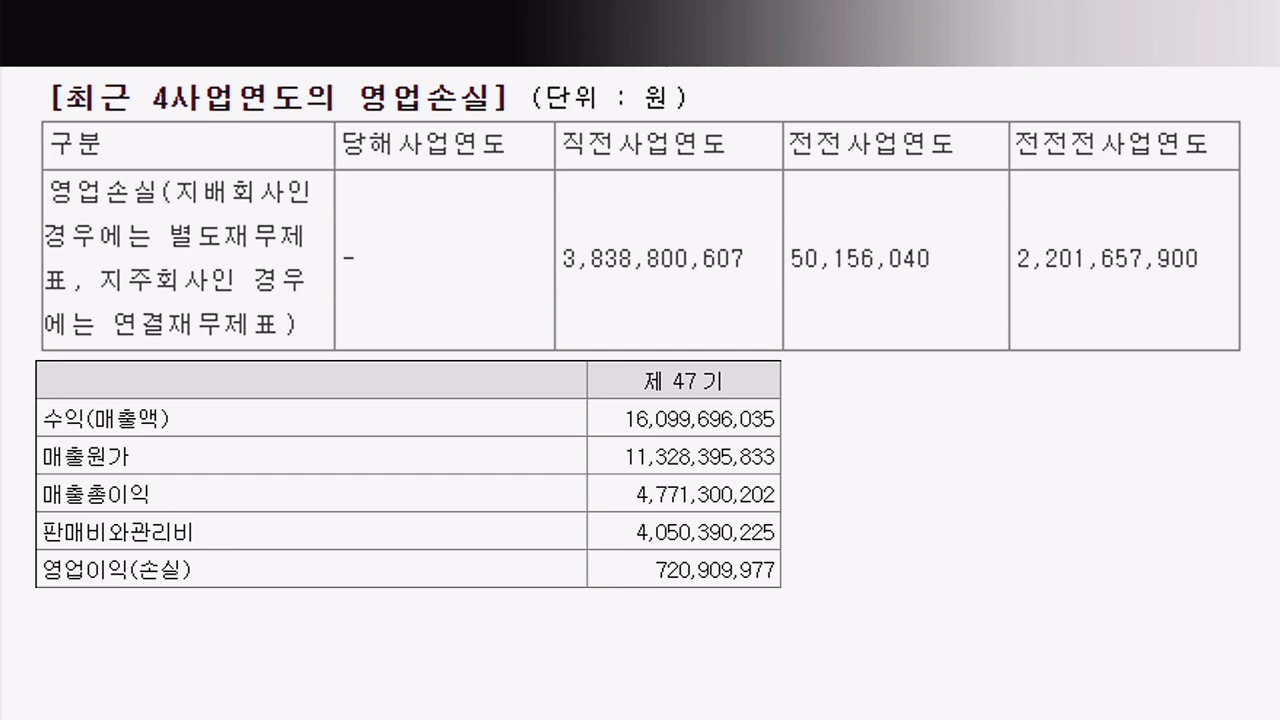 [최근 4사업연도의 영업손실] (단위 : 원)
구분 당해사업연도 직전사업연도 전전사업연도 전전전사업연도
영업손실(지배회사인
경우에는 별도재무제
표, 지주회사인 경우
에는 연결재무제표)
- 3,838,800,607 50,156,040 2,201,657,900
제 47 기
수익(매출액) 16,099,696,035
매출원가 11,328,395,833
매출총이익 4,771,300,202
판매비와관리비 4,050,390,225
영업이익(손실) 720,909,977